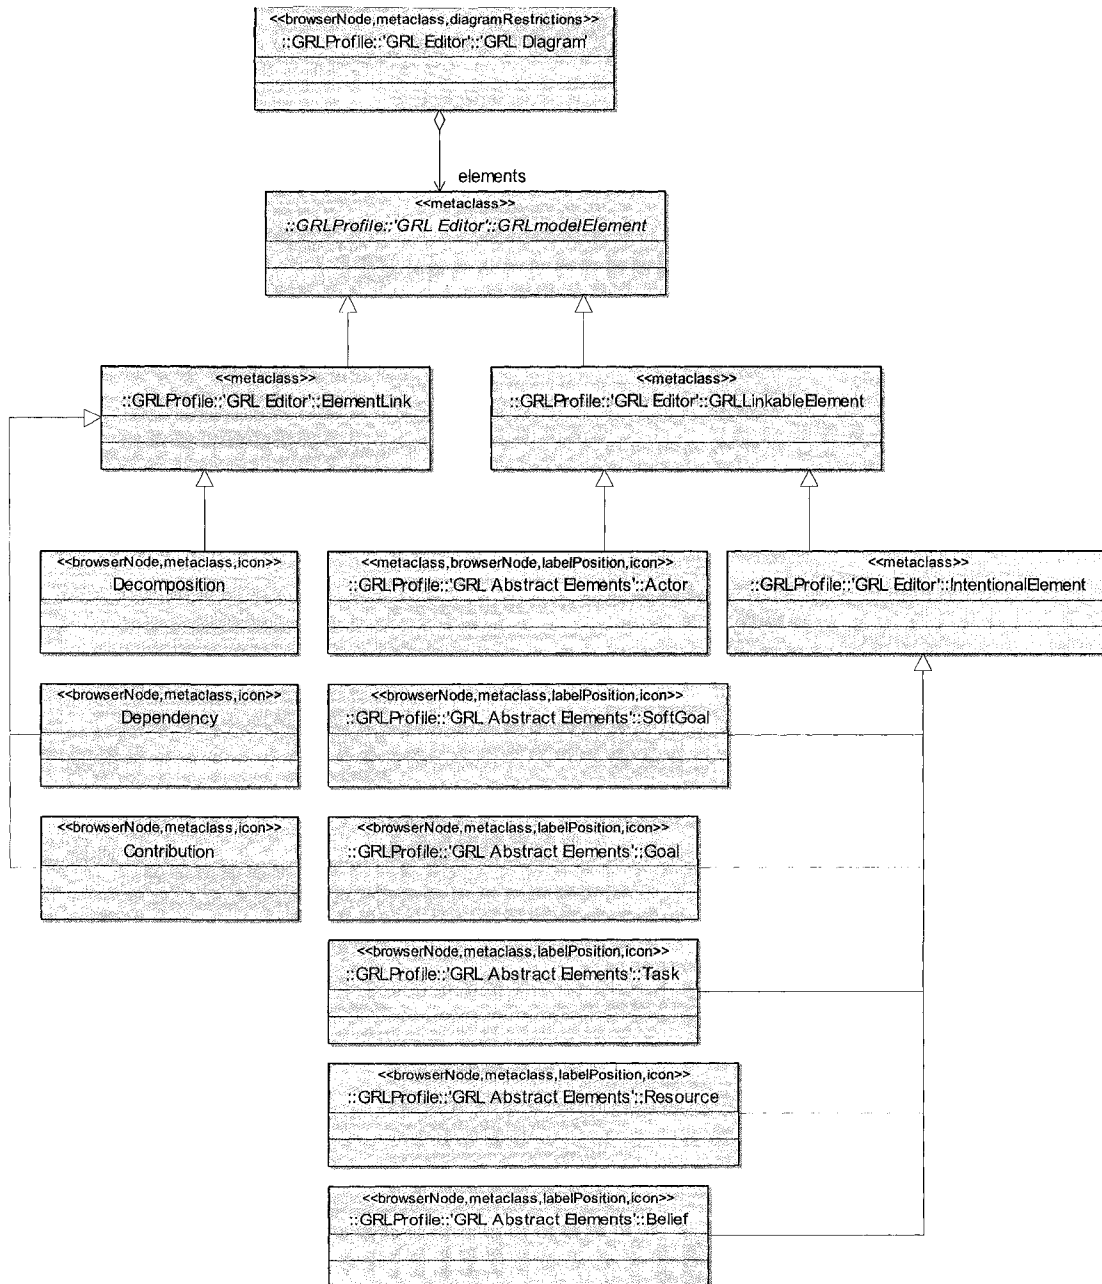 <<browserNode,metaclass,diagramRestrictions>>
::GRLProfile::'GRL Editor'::'GRL Diagram'
elements
<<metaclass>>
::GRLProfile::'GRL Editor'::GRLmodelElement
<<metaclass>>
::GRLProfile::'GRL Editor'::ElementLink
<<metaclass>>
::GRLProfile::'GRL Editor'::GRLLinkableElement
<<browserNode,metaclass,icon>>
Decomposition
<<metaclass,browserNode,labelPosition,icon>>
::GRLProfile::'GRL Abstract Elements'::Actor
<<metaclass>>
::GRLProfile::'GRL Editor'::IntentionalElement
<<browserNode,metaclass,icon>>
Dependency
<<browserNode,metaclass,labelPosition,icon>>
::GRLProfile::'GRL Abstract Elements'::SoftGoal
<<browserNode,metaclass,icon>>
Contribution
<<browserNode,metaclass,labelPosition,icon>>
::GRLProfile::'GRL Abstract Elements'::Goal
<<browserNode,metaclass,labelPosition,icon>>
::GRLProfile::'GRL Abstract Elements'::Task
<<browserNode,metaclass,labelPosition,icon>>
::GRLProfile::'GRL Abstract Elements'::Resource
<<browserNode,metaclass,labelPosition,icon>>
::GRLProfile::'GRL Abstract Elements'::Belief